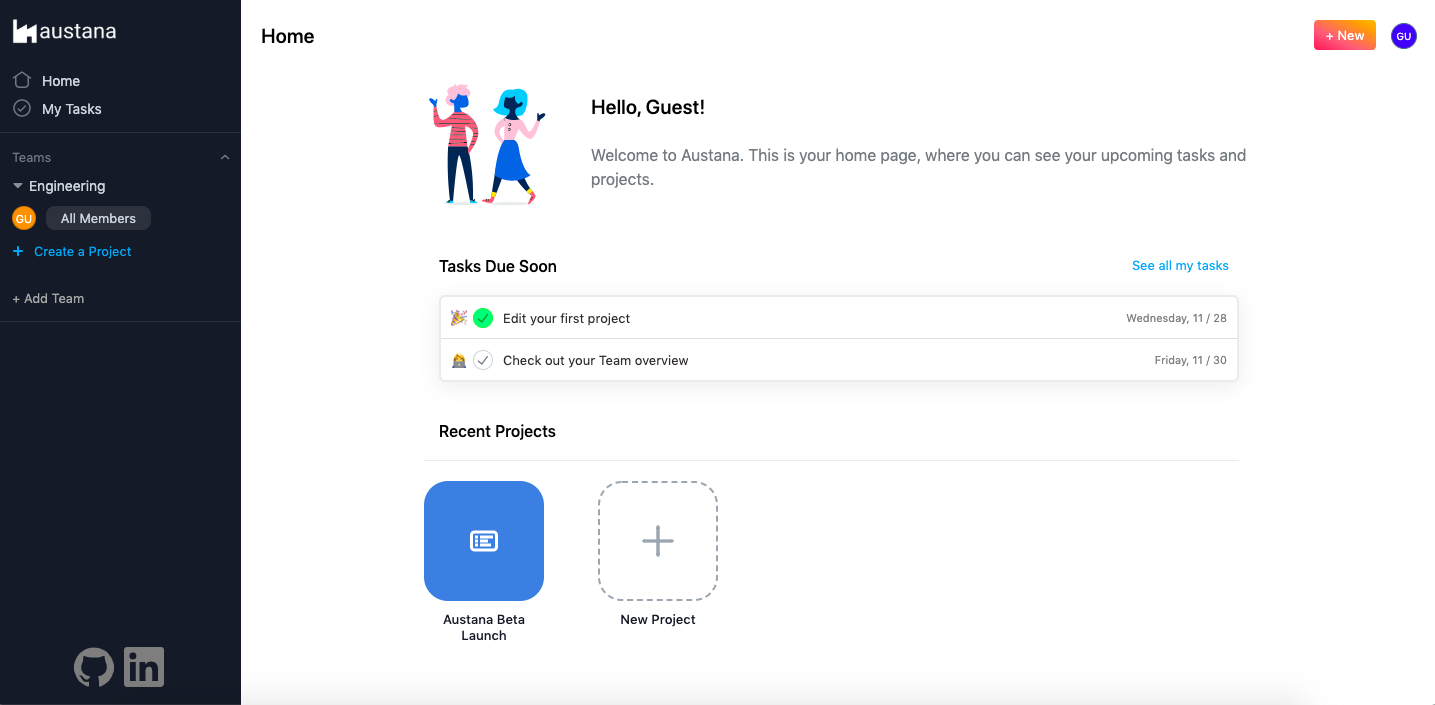 austana
Home
My Tasks
Teams
Engineering
GU
All Members
+ Create a Project
+ Add Team
Home
+ New
GU
Hello, Guest!
Welcome to Austana. This is your home page, where you can see your upcoming tasks and
projects.
Tasks Due Soon
See all my tasks
🎉 Edit your first project
Wednesday, 11 / 28
Check out your Team overview
Friday, 11 / 30
Recent Projects
Austana Beta
Launch
New Project
in